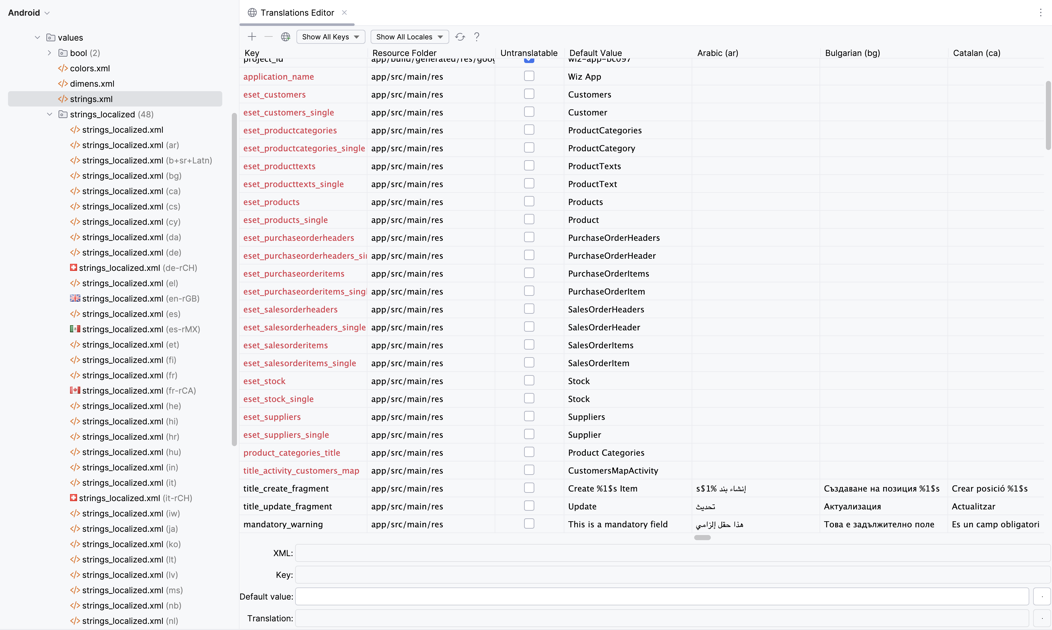 Android
Translations Editor
values
bool (2)
colors.xml
dimens.xml
strings.xml
strings_localized (48)
strings_localized.xml
strings_localized.xml (ar)
strings_localized.xml (b+sr+Latn)
strings_localized.xml (bg)
strings_localized.xml (ca)
strings_localized.xml (cs)
strings_localized.xml (cy)
strings_localized.xml (da)
strings_localized.xml (de)
strings_localized.xml (de-rCH)
strings_localized.xml (el)
strings_localized.xml (en-rGB)
strings_localized.xml (es)
strings_localized.xml (es-rMX)
strings_localized.xml (et)
strings_localized.xml (fi)
strings_localized.xml (fr)
strings_localized.xml (fr-rCA)
strings_localized.xml (he)
strings_localized.xml (hi)
strings_localized.xml (hr)
strings_localized.xml (hu)
strings_localized.xml (in)
strings_localized.xml (it)
strings_localized.xml (it-rCH)
strings_localized.xml (iw)
strings_localized.xml (ja)
strings_localized.xml (ko)
strings_localized.xml (lt)
strings_localized.xml (lv)
strings_localized.xml (ms)
strings_localized.xml (nb)
strings_localized.xml (nl)
Show All Keys Show All Locales ?
Key Resource Folder Untranslatable Default Value Arabic (ar) Bulgarian (bg) Catalan (ca)
project_id app/build/generated/res/goog wiz-app-bc097
application_name app/src/main/res Wiz App
eset_customers app/src/main/res Customers
eset_customers_single app/src/main/res Customer
eset_productcategories app/src/main/res ProductCategories
eset_productcategories_single app/src/main/res ProductCategory
eset_producttexts app/src/main/res ProductTexts
eset_producttexts_single app/src/main/res ProductText
eset_products app/src/main/res Products
eset_products_single app/src/main/res Product
eset_purchaseorderheaders app/src/main/res PurchaseOrderHeaders
eset_purchaseorderheaders_si app/src/main/res PurchaseOrderHeader
eset_purchaseorderitems app/src/main/res PurchaseOrderItems
eset_purchaseorderitems_sing app/src/main/res PurchaseOrderItem
eset_salesorderheaders app/src/main/res SalesOrderHeaders
eset_salesorderheaders_single app/src/main/res SalesOrderHeader
eset_salesorderitems app/src/main/res SalesOrderItems
eset_salesorderitems_single app/src/main/res SalesOrderItem
eset_stock app/src/main/res Stock
eset_stock_single app/src/main/res Stock
eset_suppliers app/src/main/res Suppliers
eset_suppliers_single app/src/main/res Supplier
product_categories_title app/src/main/res Product Categories
title_activity_customers_map app/src/main/res CustomersMapActivity
title_create_fragment app/src/main/res Create %1$s Item إنشاء بند %1$s Създаване на позиция %1$s Crear posició %1$s
title_update_fragment app/src/main/res Update تحديث Актуализация Actualitzar
mandatory_warning app/src/main/res This is a mandatory field هذا حقل إلزامي Това е задължително поле Es un camp obligatori
XML:
Key:
Default value:
Translation: